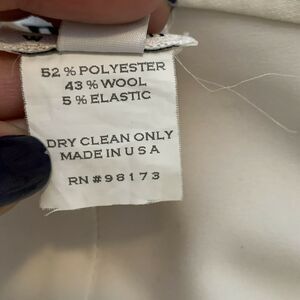 52 % POLYESTER
43 % WOOL
5 % ELASTIC
DRY CLEAN ONLY
MADE IN U S A
RN # 98173